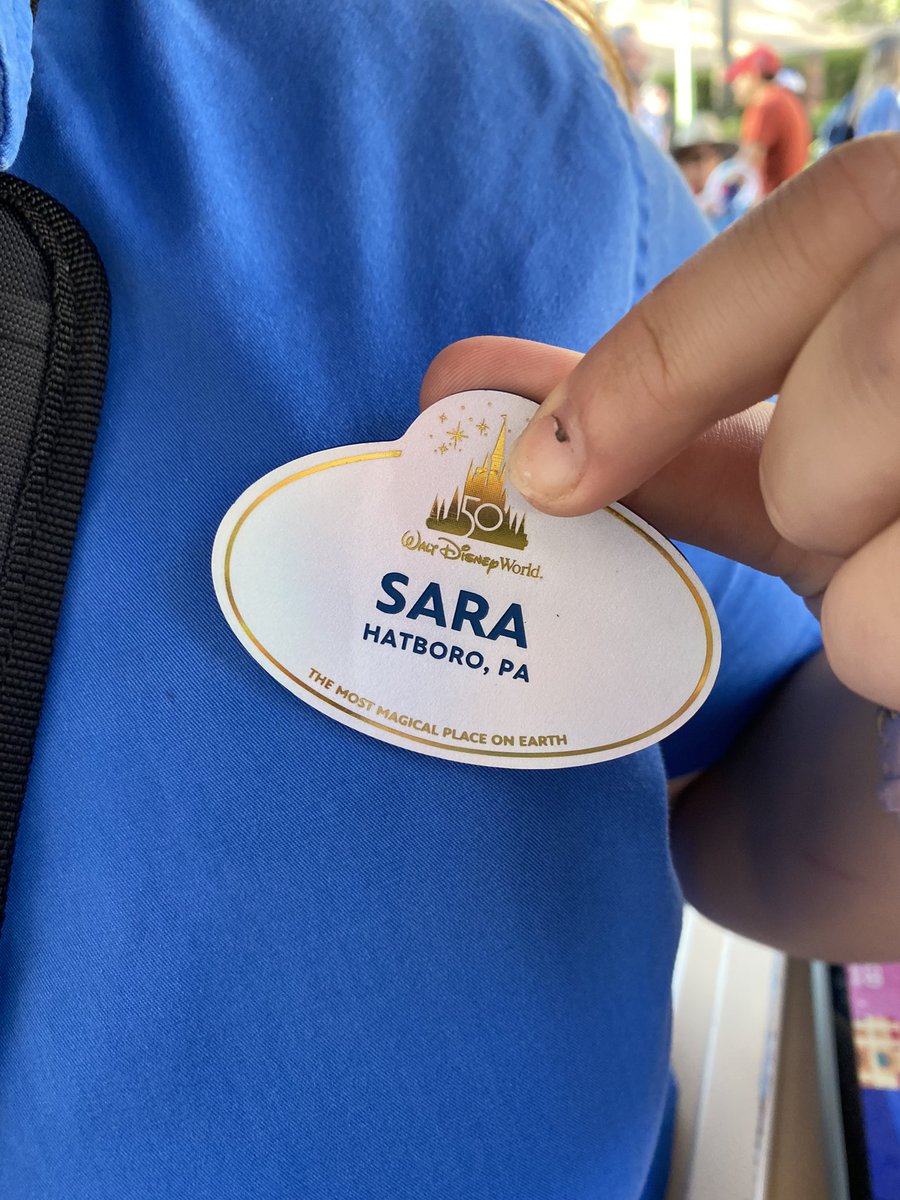 50
Walt Disney World.
SARA
HATBORO, PA
THE MOST MAGICAL PLACE ON EARTH